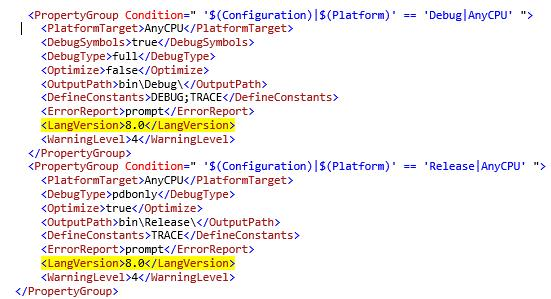 <PropertyGroup Condition=" '$(Configuration)|$(Platform)' == 'Debug|AnyCPU' ">
<PlatformTarget>AnyCPU</PlatformTarget>
<DebugSymbols>true</DebugSymbols>
<DebugType>full</DebugType>
<Optimize>false</Optimize>
<OutputPath>bin\Debug\</OutputPath>
<DefineConstants>DEBUG;TRACE</DefineConstants>
<ErrorReport>prompt</ErrorReport>
<LangVersion>8.0</LangVersion>
<WarningLevel>4</WarningLevel>
</PropertyGroup>
<PropertyGroup Condition=" '$(Configuration)|$(Platform)' == 'Release|AnyCPU' ">
<PlatformTarget>AnyCPU</PlatformTarget>
<DebugType>pdbonly</DebugType>
<Optimize>true</Optimize>
<OutputPath>bin\Release\</OutputPath>
<DefineConstants>TRACE</DefineConstants>
<ErrorReport>prompt</ErrorReport>
<LangVersion>8.0</LangVersion>
<WarningLevel>4</WarningLevel>
</PropertyGroup>